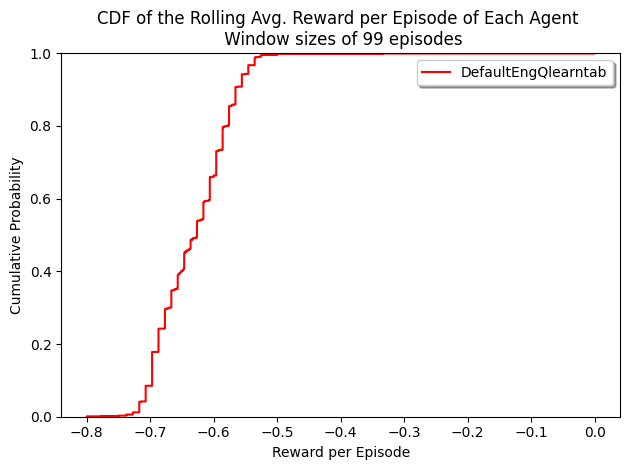 CDF of the Rolling Avg. Reward per Episode of Each Agent
Window sizes of 99 episodes
DefaultEngQlearntab
Cumulative Probability
1.0
0.8
0.6
0.4
0.2
0.0
−0.8 −0.7 −0.6 −0.5 −0.4 −0.3 −0.2 −0.1 0.0
Reward per Episode